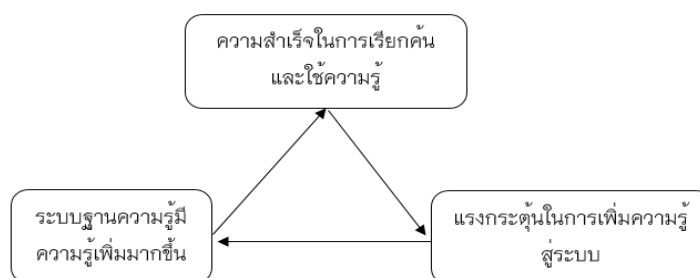 ความสำเร็จในการเรียกค้น
และใช้ความรู้
ระบบฐานความรู้มี
ความรู้เพิ่มมากขึ้น
แรงกระตุ้นในการเพิ่มความรู้
สู่ระบบ